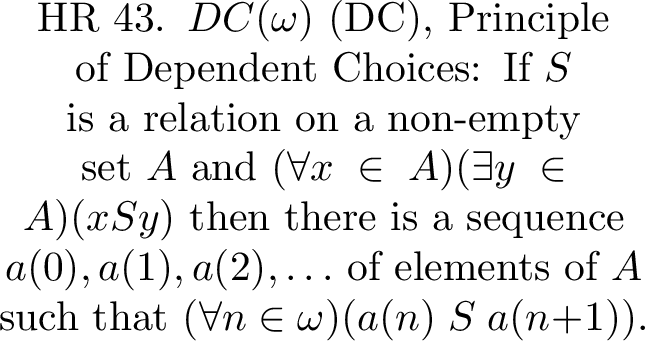 HR 43. DC(ω) (DC), Principle
of Dependent Choices: If S
is a relation on a non-empty
set A and (∀x ∈ A)(∃y ∈
A)(xSy) then there is a sequence
a(0), a(1), a(2), . . . of elements of A
such that (∀n ∈ ω)(a(n) S a(n+1)).